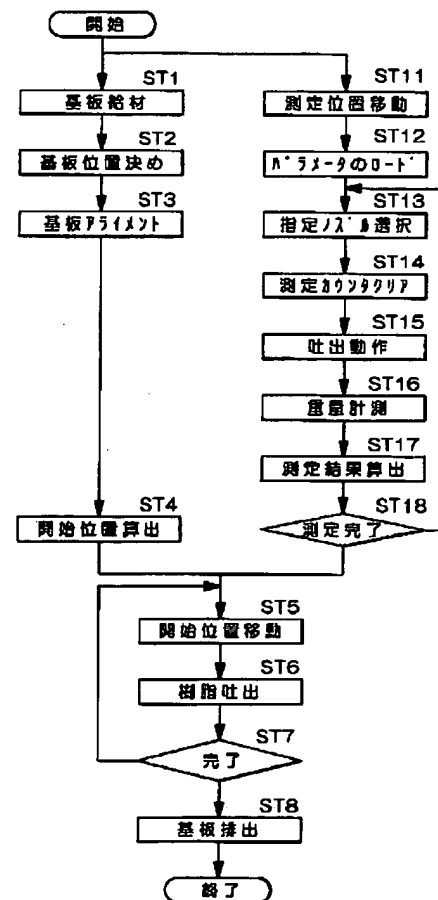 開始
ST1
基板給材
ST2
基板位置決め
ST3
基板アライメント
ST4
開始位置算出
ST11
測定位置移動
ST12
パラメータのロード
ST13
指定ノズル選択
ST14
測定カウンタクリア
ST15
吐出動作
ST16
重量計測
ST17
測定結果算出
ST18
測定完了
ST5
開始位置移動
ST6
樹脂吐出
ST7
完了
ST8
基板排出
終了